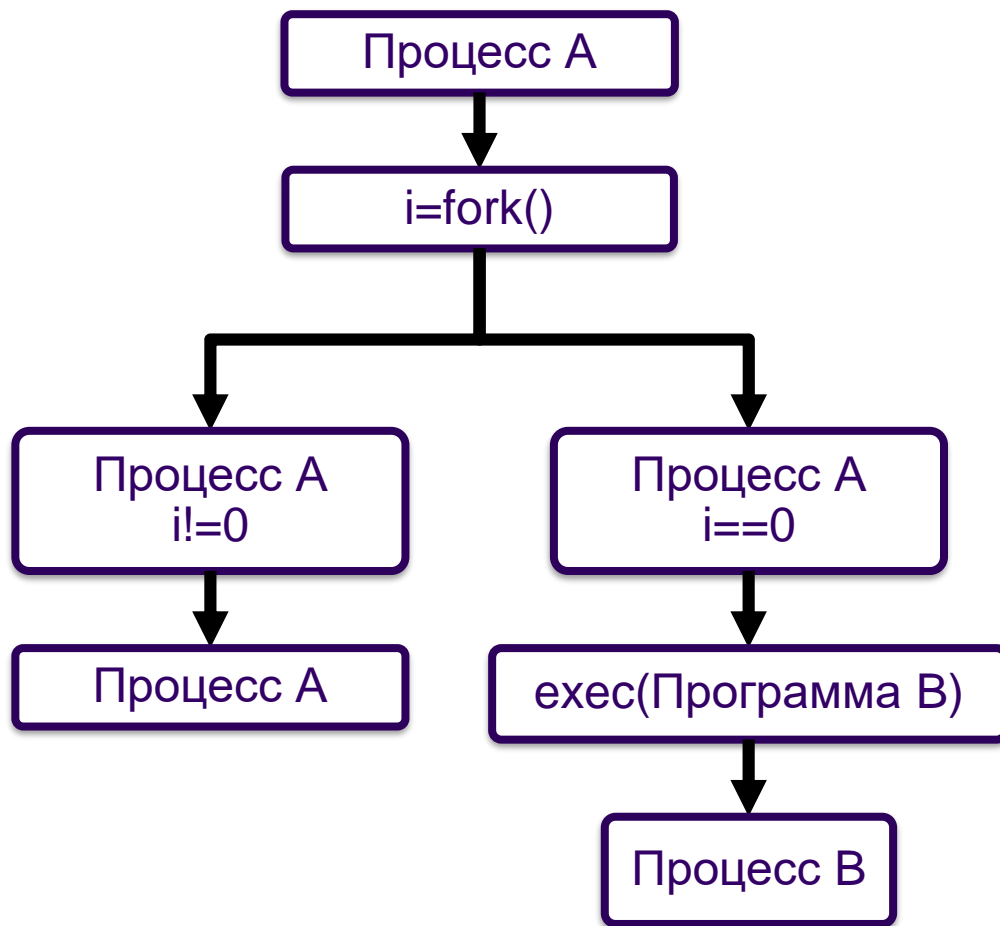 Процесс А
i=fork()
Процесс А
i!=0
Процесс А
i==0
Процесс А
exec(Программа В)
Процесс В